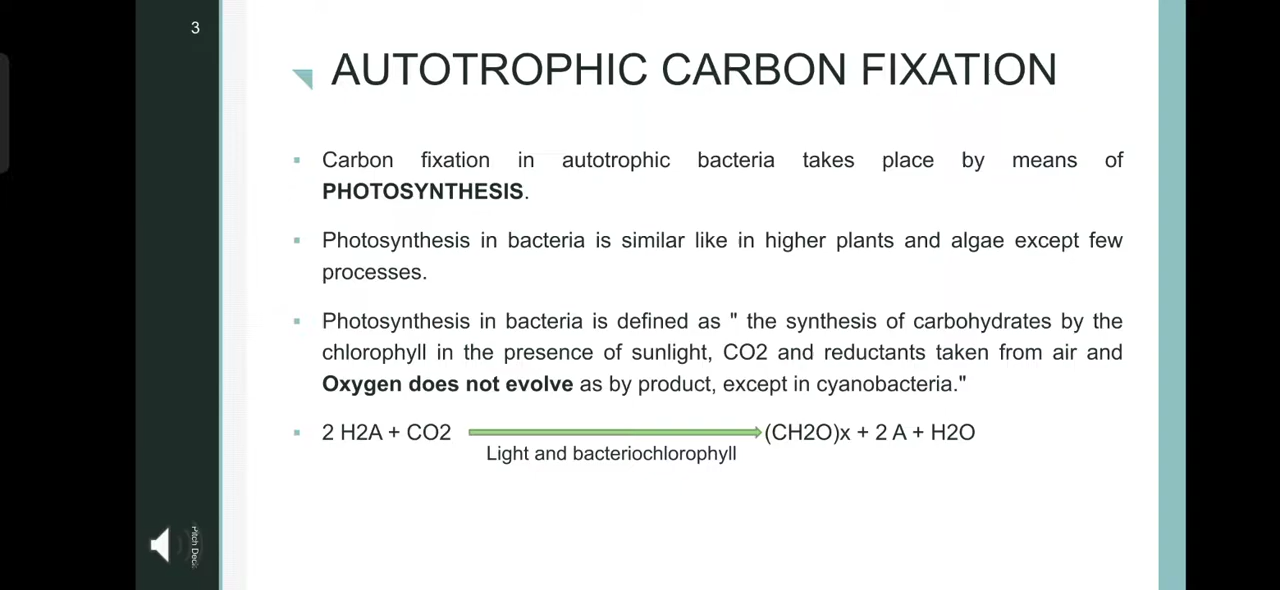 3
AUTOTROPHIC CARBON FIXATION
▪ Carbon fixation in autotrophic bacteria takes place by means of
PHOTOSYNTHESIS.
▪ Photosynthesis in bacteria is similar like in higher plants and algae except few
processes.
▪ Photosynthesis in bacteria is defined as " the synthesis of carbohydrates by the
chlorophyll in the presence of sunlight, CO2 and reductants taken from air and
Oxygen does not evolve as by product, except in cyanobacteria."
▪ 2 H2A + CO2 (CH2O)x + 2 A + H2O
Light and bacteriochlorophyll
Pitch Deck